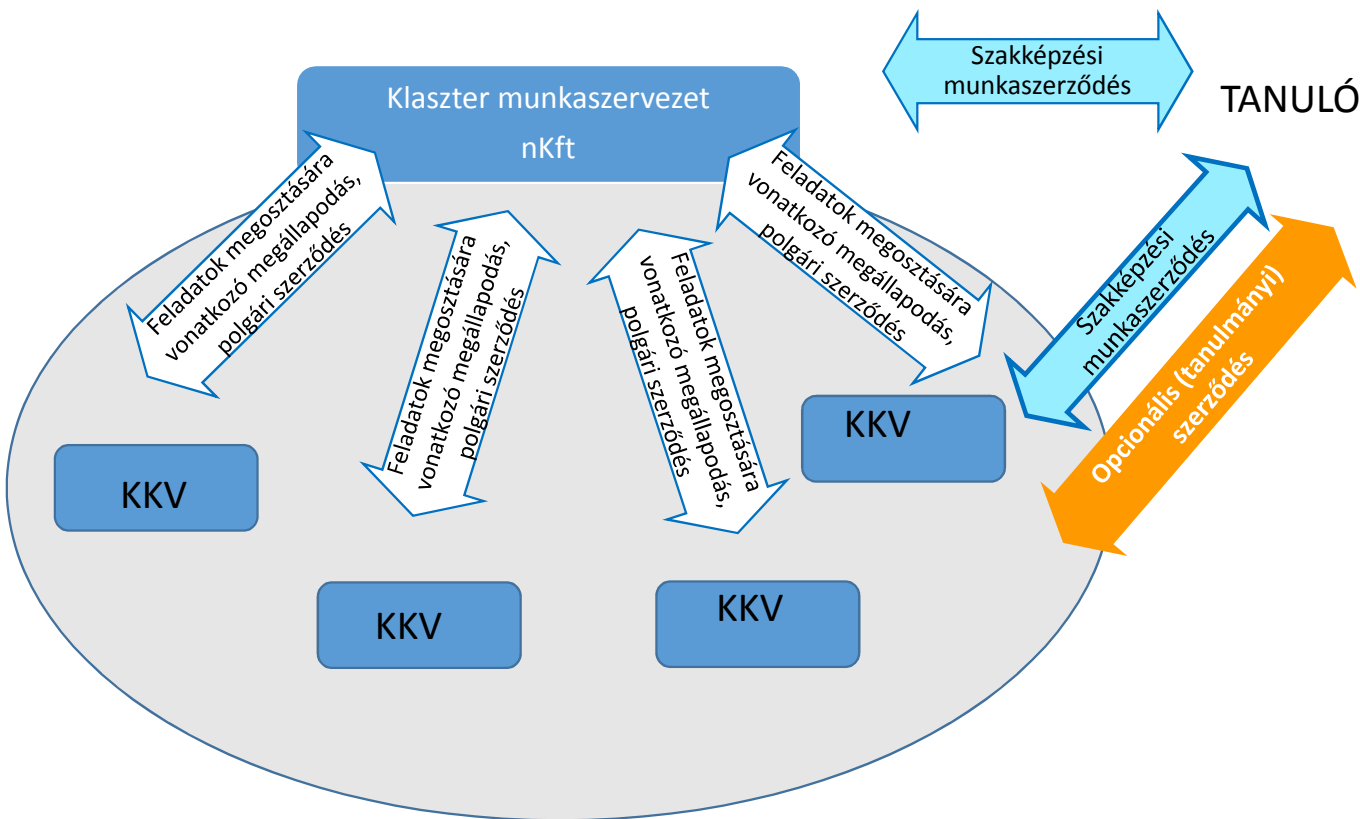 Szakképzési
munkaszerződés
TANULÓ
Klaszter munkaszervezet
nKft
Feladatok megosztására
vonatkozó megállapodás,
polgári szerződés
Feladatok megosztására
vonatkozó megállapodás,
polgári szerződés
Feladatok megosztására
vonatkozó megállapodás,
polgári szerződés
Feladatok megosztására
vonatkozó megállapodás,
polgári szerződés
Szakképzési
munkaszerződés
Opcionális (tanulmányi)
szerződés
KKV
KKV
KKV
KKV